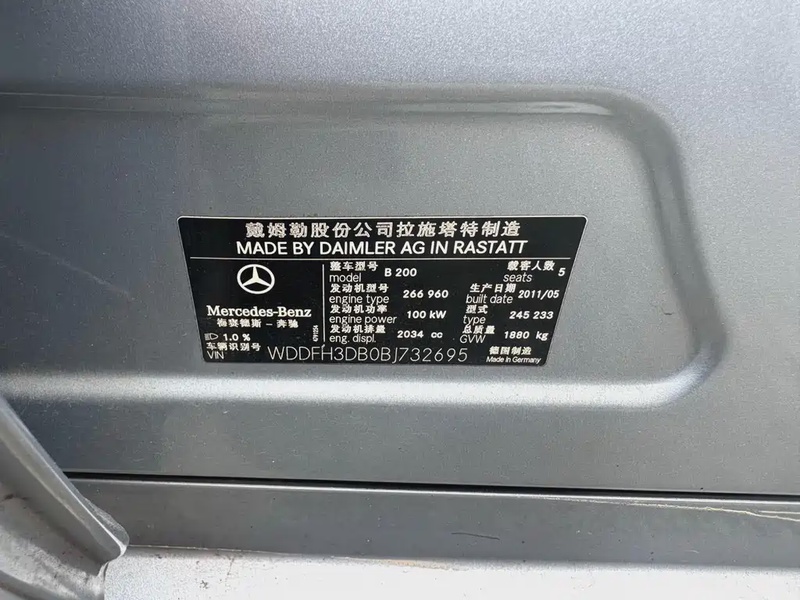 戴姆勒股份公司拉施塔特制造
MADE BY DAIMLER AG IN RASTATT
整车型号 载客人数
model B 200 seats 5
发动机型号 生产日期
engine type 266 960 built date 2011/05
发动机功率 型式
engine power 100 kW type 245 233
发动机排量 总质量
eng. displ. 2034 cc GVW 1880 kg
Mercedes-Benz
梅赛德斯－奔驰
1.0 %
车辆识别号
VIN WDDFH3DB0BJ732695
德国制造
Made in Germany